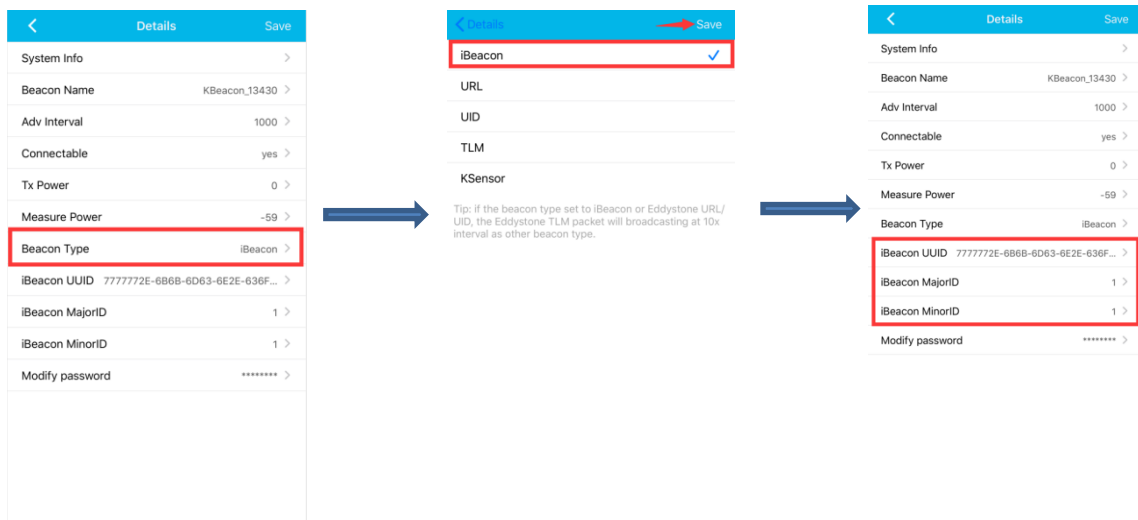 Details Save
System Info
Beacon Name KBeacon_13430
Adv Interval 1000
Connectable yes
Tx Power 0
Measure Power -59
Beacon Type iBeacon
iBeacon UUID 7777772E-6B6B-6D63-6E2E-636F...
iBeacon MajorID 1
iBeacon MinorID 1
Modify password ********
Details Save
iBeacon
URL
UID
TLM
KSensor
Tip: if the beacon type set to iBeacon or Eddystone URL/
UID, the Eddystone TLM packet will broadcasting at 10x
interval as other beacon type.
Details Save
System Info
Beacon Name KBeacon_13430
Adv Interval 1000
Connectable yes
Tx Power 0
Measure Power -59
Beacon Type iBeacon
iBeacon UUID 7777772E-6B6B-6D63-6E2E-636F...
iBeacon MajorID 1
iBeacon MinorID 1
Modify password ********